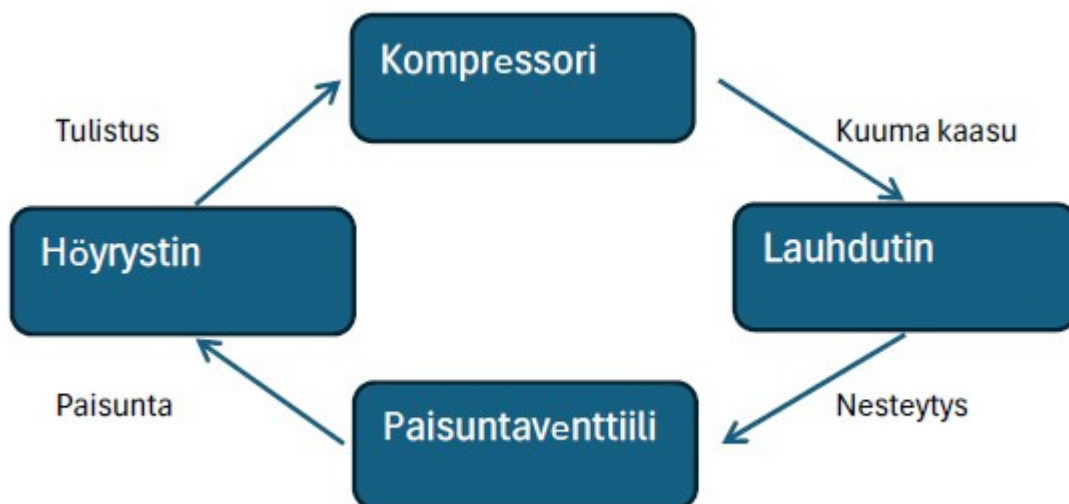 Kompressori
Tulistus
Kuuma kaasu
Höyrystin
Lauhdutin
Paisunta
Nesteytys
Paisuntaventtiili